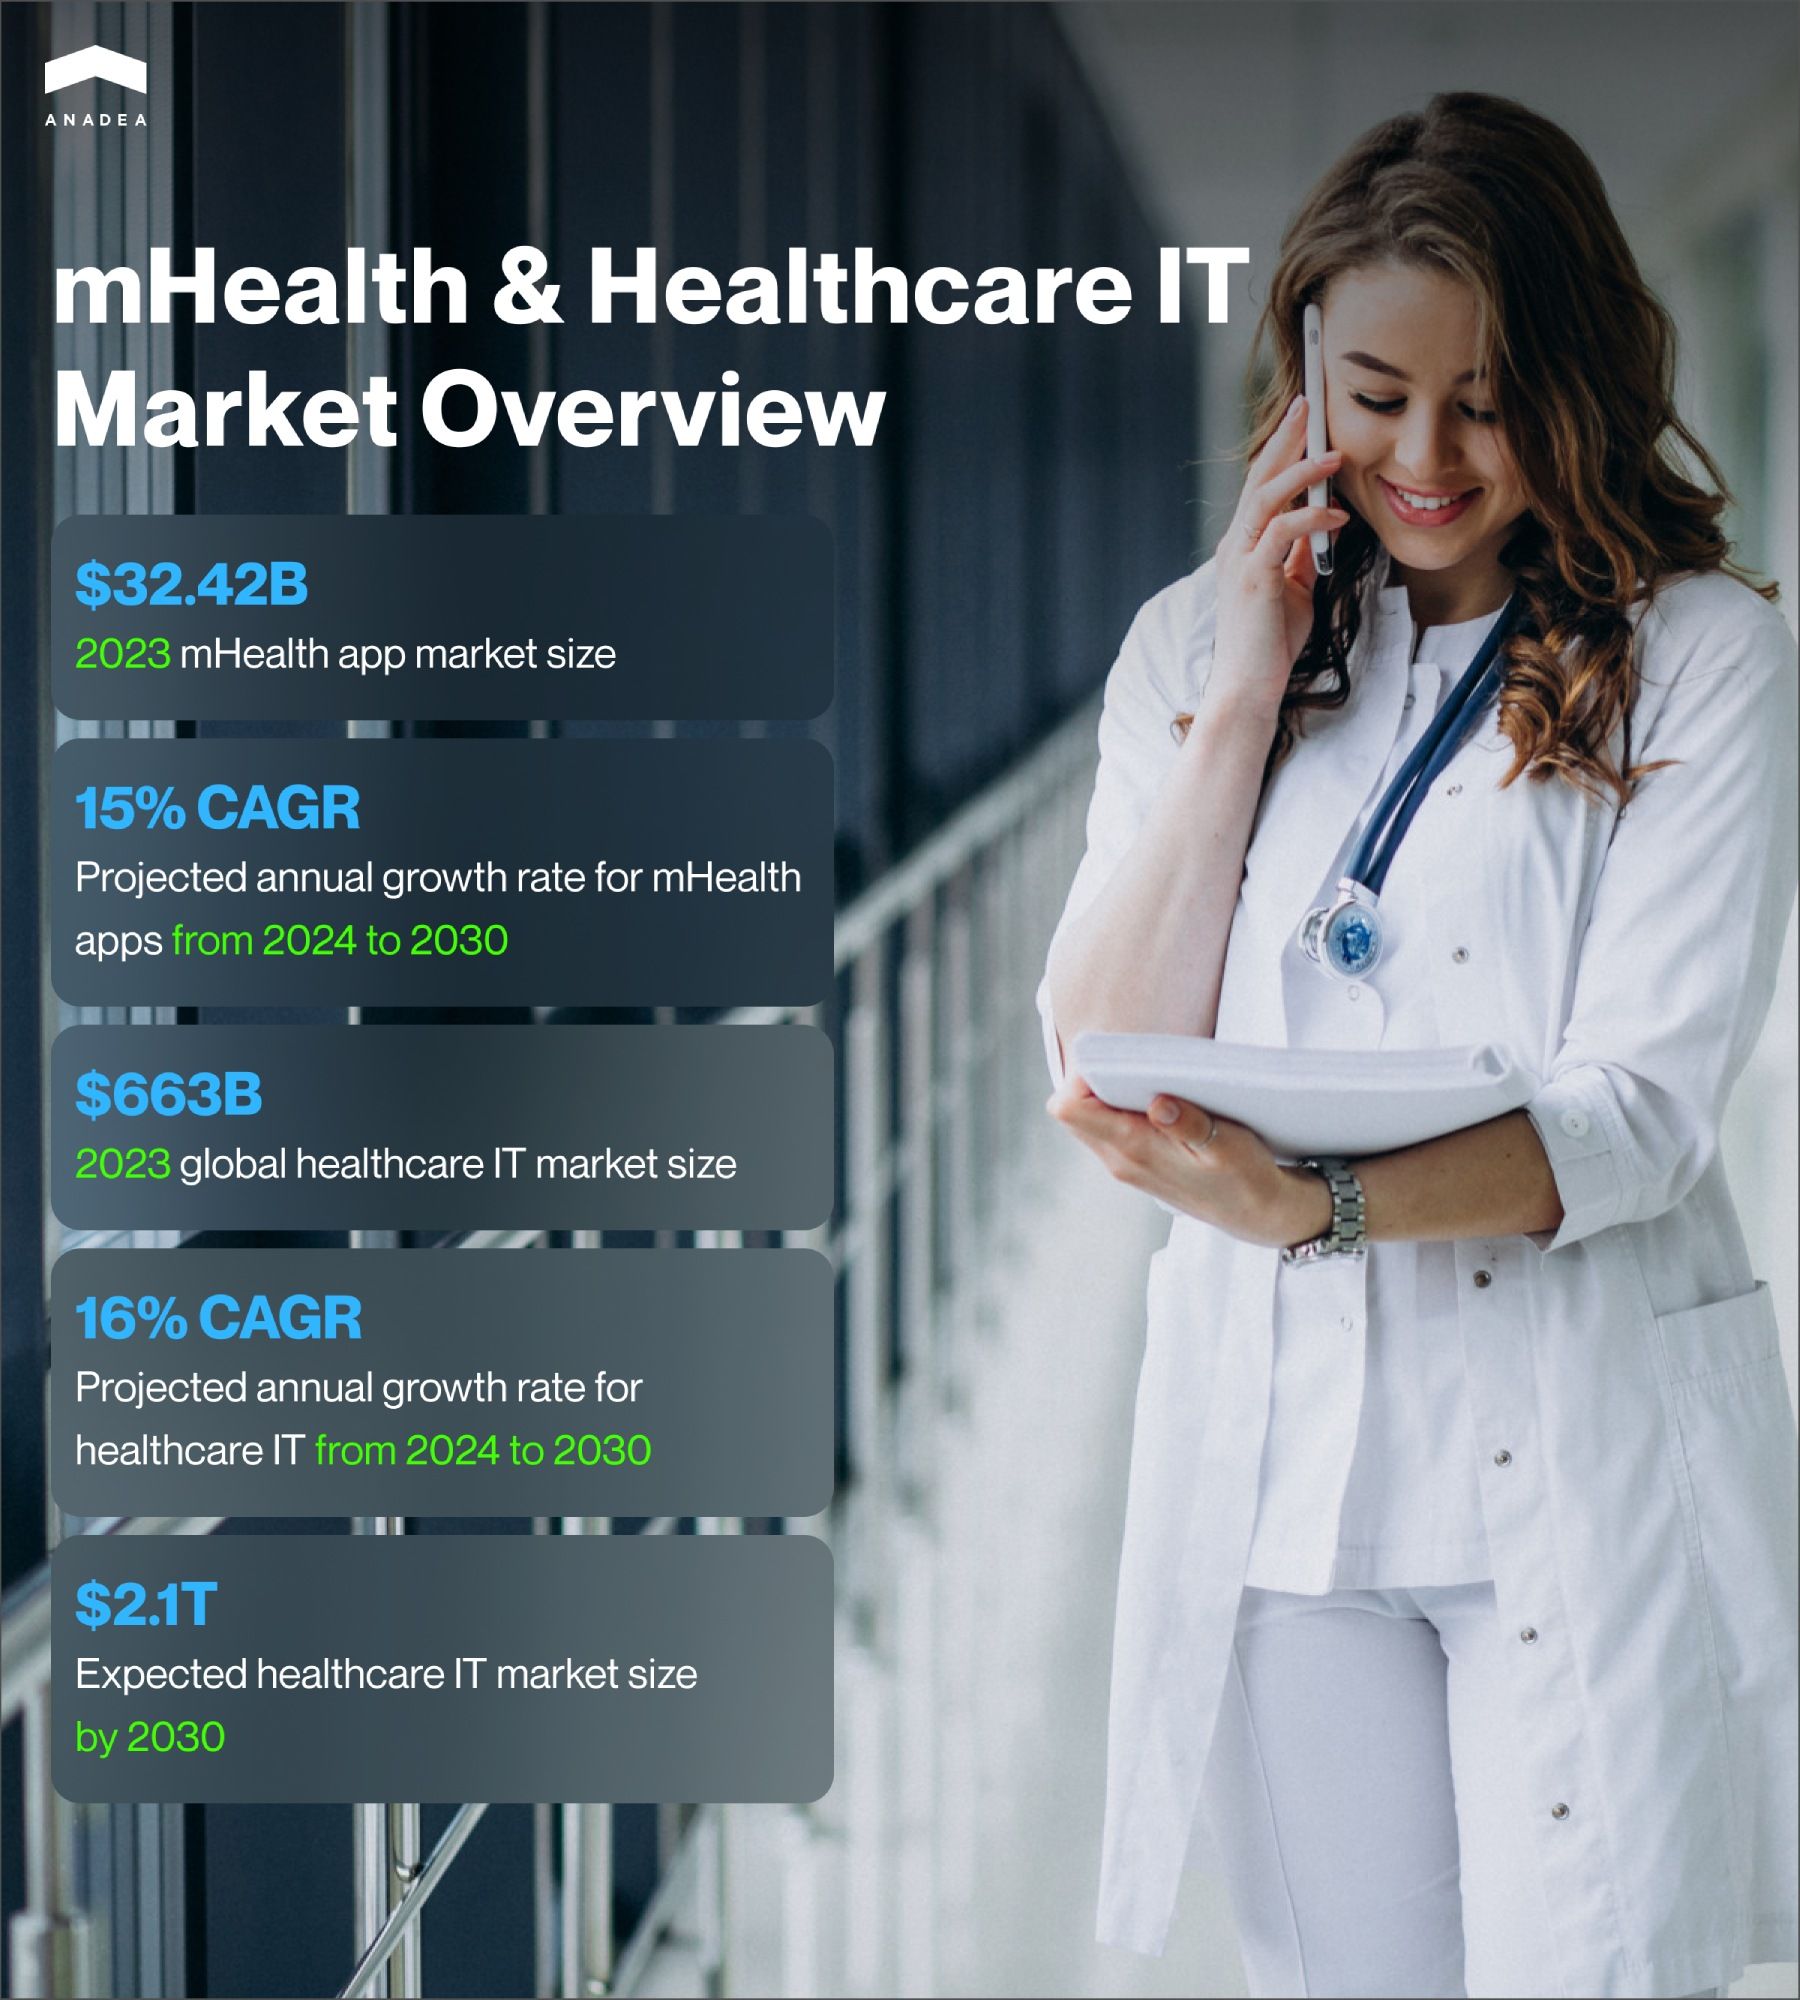 ANADEA
mHealth & Healthcare IT
Market Overview
$32.42B
2023 mHealth app market size
15% CAGR
Projected annual growth rate for mHealth
apps from 2024 to 2030
$663B
2023 global healthcare IT market size
16% CAGR
Projected annual growth rate for
healthcare IT from 2024 to 2030
$2.1T
Expected healthcare IT market size
by 2030